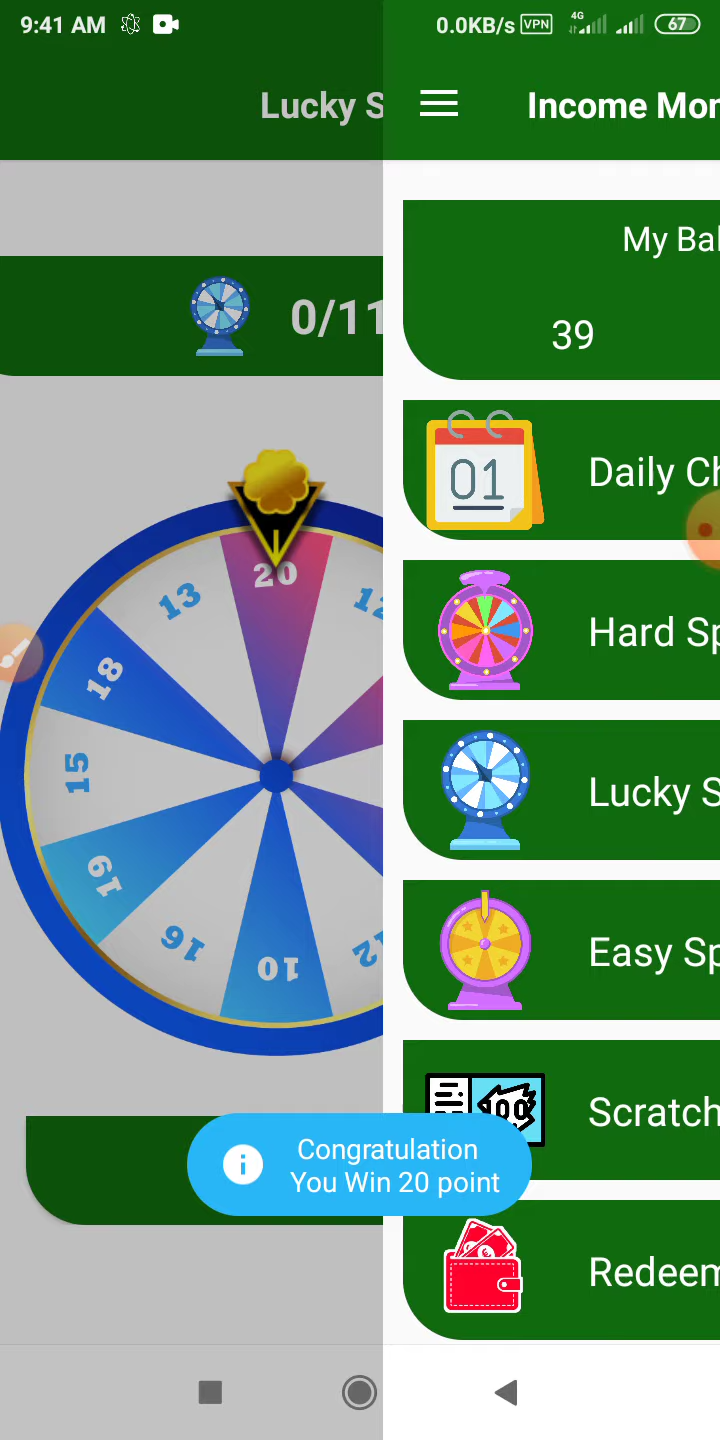 9:41 AM
0.0KB/s VPN 4G 67
Lucky S
Income Mon
0/11
My Bal
39
01
Daily Ch
Hard Sp
Lucky S
Easy Sp
100
Scratch
Redeem
20
13
18
15
19
16
10
12
12
Congratulation
You Win 20 point